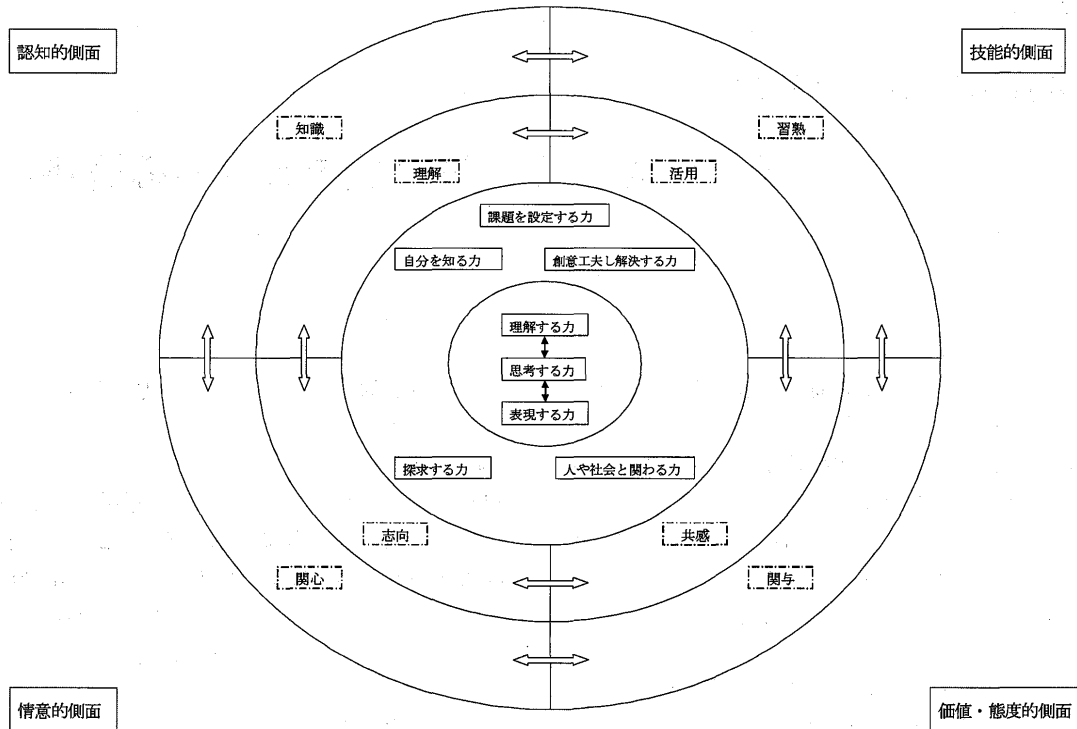 認知的側面
技能的側面
知識
習熟
理解
活用
課題を設定する力
自分を知る力
創意工夫し解決する力
理解する力
思考する力
表現する力
探求する力
人や社会と関わる力
志向
共感
関心
関与
情意的側面
価値・態度的側面